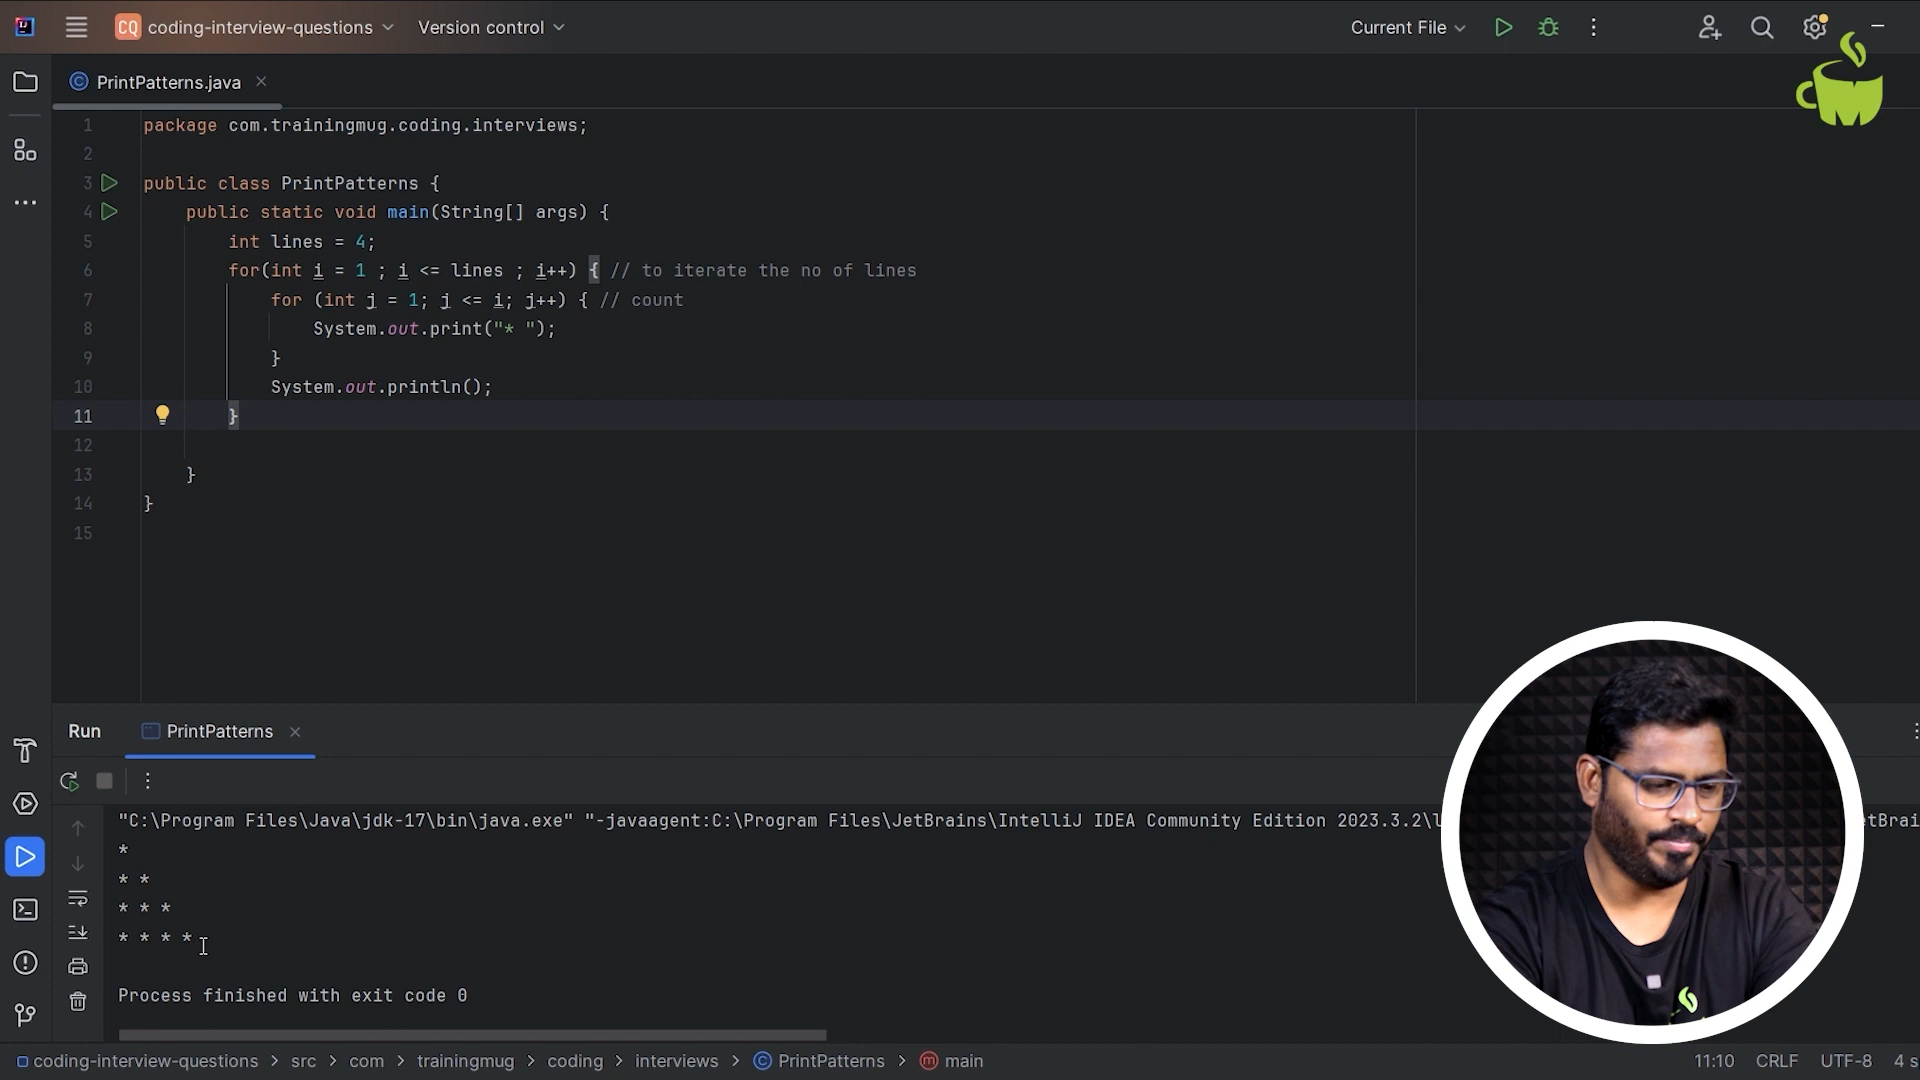 CQ coding-interview-questions Version control Current File
PrintPatterns.java
1 package com.trainingmug.coding.interviews;
2
3 public class PrintPatterns {
4 public static void main(String[] args) {
5 int lines = 4;
6 for(int i = 1 ; i <= lines ; i++) { // to iterate the no of lines
7 for (int j = 1; j <= i; j++) { // count
8 System.out.print("* ");
9 }
10 System.out.println();
11 }
12
13 }
14 }
15
Run PrintPatterns
"C:\Program Files\Java\jdk-17\bin\java.exe" "-javaagent:C:\Program Files\JetBrains\IntelliJ IDEA Community Edition 2023.3.2\
*
* *
* * *
* * * *
Process finished with exit code 0
coding-interview-questions > src > com > trainingmug > coding > interviews > PrintPatterns > main 11:10 CRLF UTF-8 4 s